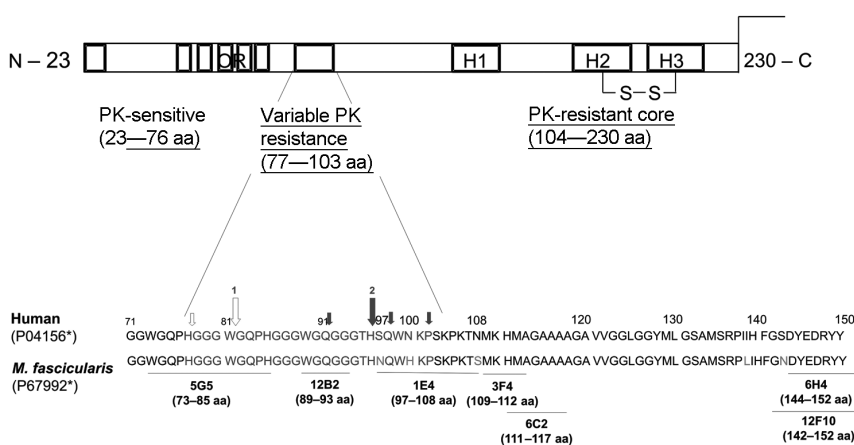 N – 23 OR H1 H2 H3 230 – C
S–S
PK-sensitive
(23—76 aa)
Variable PK
resistance
(77—103 aa)
PK-resistant core
(104—230 aa)
1 2
71 81 91 97 100 108 120 130 140 150
Human
(P04156*)
GGWGQPHGGG WGQPHGGGWGQGGGTHSQWN KPSKPKTNMK HMAGAAAAGA VVGGLGGYML GSAMSRPIIH FGSDYEDRYY
M. fascicularis
(P67992*)
GGWGQPHGGG WGQPHGGGWGQGGGTHNQWH KPSKPKTSMK HMAGAAAAGA VVGGLGGYML GSAMSRPLIHFGNDYEDRYY
5G5 12B2 1E4 3F4 6H4
(73–85 aa) (89–93 aa) (97–108 aa) (109–112 aa) (144–152 aa)
6C2 12F10
(111–117 aa) (142–152 aa)